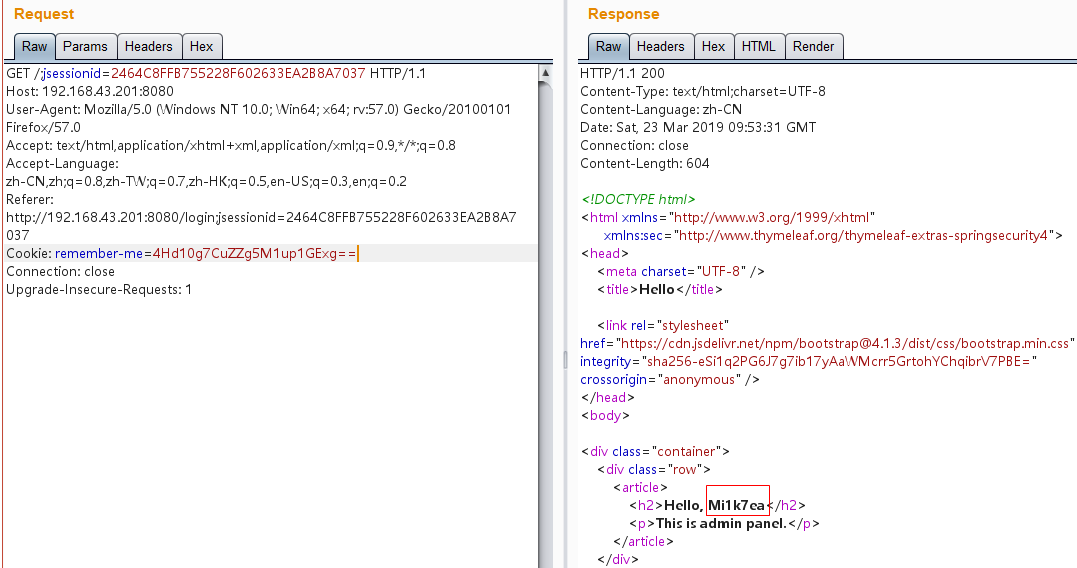 Request
Raw Params Headers Hex
GET /;jsessionid=2464C8FFB755228F602633EA2B8A7037 HTTP/1.1
Host: 192.168.43.201:8080
User-Agent: Mozilla/5.0 (Windows NT 10.0; Win64; x64; rv:57.0) Gecko/20100101
Firefox/57.0
Accept: text/html,application/xhtml+xml,application/xml;q=0.9,*/*;q=0.8
Accept-Language:
zh-CN,zh;q=0.8,zh-TW;q=0.7,zh-HK;q=0.5,en-US;q=0.3,en;q=0.2
Referer:
http://192.168.43.201:8080/login;jsessionid=2464C8FFB755228F602633EA2B8A7
037
Cookie: remember-me=4Hd10g7CuZZg5M1up1GExg==
Connection: close
Upgrade-Insecure-Requests: 1
Response
Raw Headers Hex HTML Render
HTTP/1.1 200
Content-Type: text/html;charset=UTF-8
Content-Language: zh-CN
Date: Sat, 23 Mar 2019 09:53:31 GMT
Connection: close
Content-Length: 604
<!DOCTYPE html>
<html xmlns="http://www.w3.org/1999/xhtml"
xmlns:sec="http://www.thymeleaf.org/thymeleaf-extras-springsecurity4">
<head>
<meta charset="UTF-8" />
<title>Hello</title>
<link rel="stylesheet"
href="https://cdn.jsdelivr.net/npm/bootstrap@4.1.3/dist/css/bootstrap.min.css"
integrity="sha256-eSi1q2PG6J7g7ib17yAaWMcrr5GrtohYChqibrV7PBE="
crossorigin="anonymous" />
</head>
<body>
<div class="container">
<div class="row">
<article>
<h2>Hello, Mi1k7ea</h2>
<p>This is admin panel.</p>
</article>
</div>